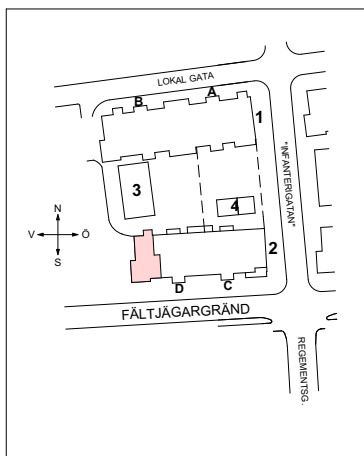 LOKAL GATA
B
A
1
"INFANTERIGATAN"
3
4
N
V
Ö
S
2
D
C
FÄLTJÄGARGRÄND
REGEMENTSG.